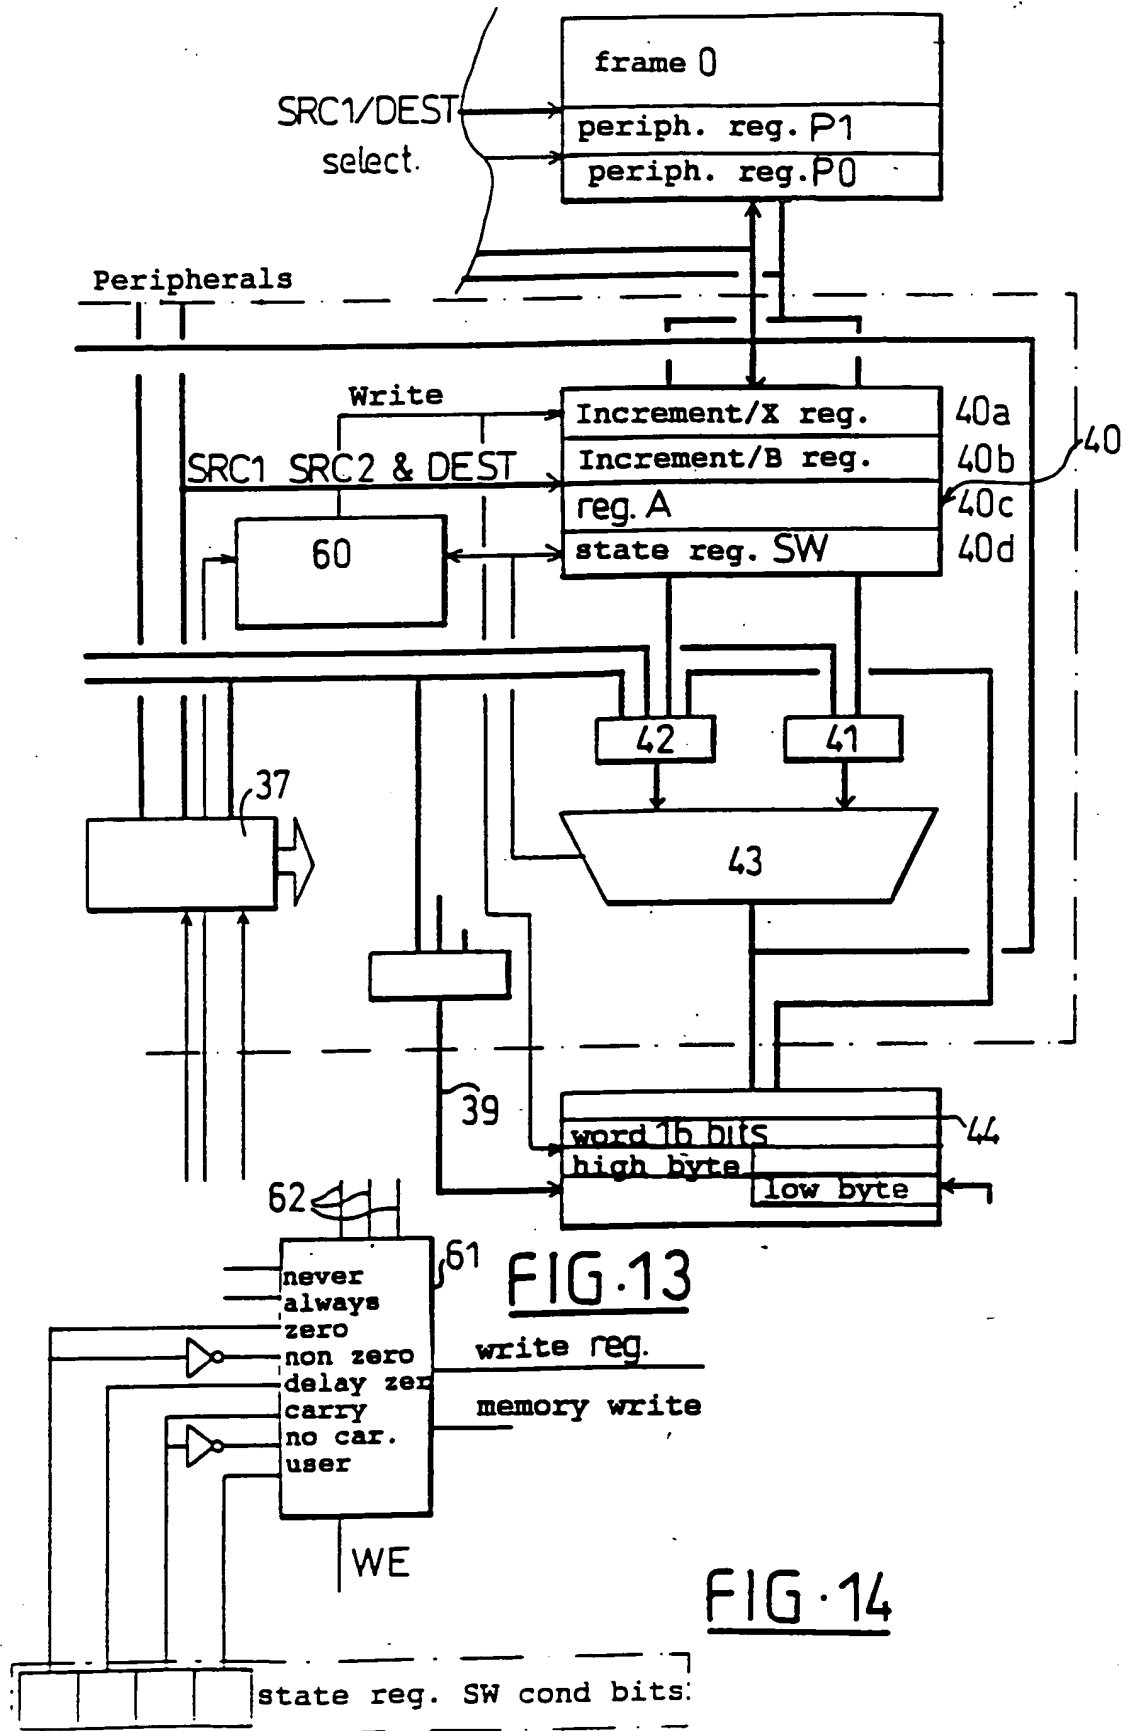 frame 0
SRC1/DEST
select.
periph. reg. P1
periph. reg. P0
Peripherals
Write
Increment/X reg. 40a
40
SRC1 SRC2 & DEST
Increment/B reg. 40b
reg. A 40c
60
state reg. SW 40d
42
41
37
43
39
44
word 16 bits
high byte
low byte
62
61
FIG.13
never
always
zero
non zero
delay zer
carry
no car.
user
write reg.
memory write
WE
FIG.14
state reg. SW cond bits